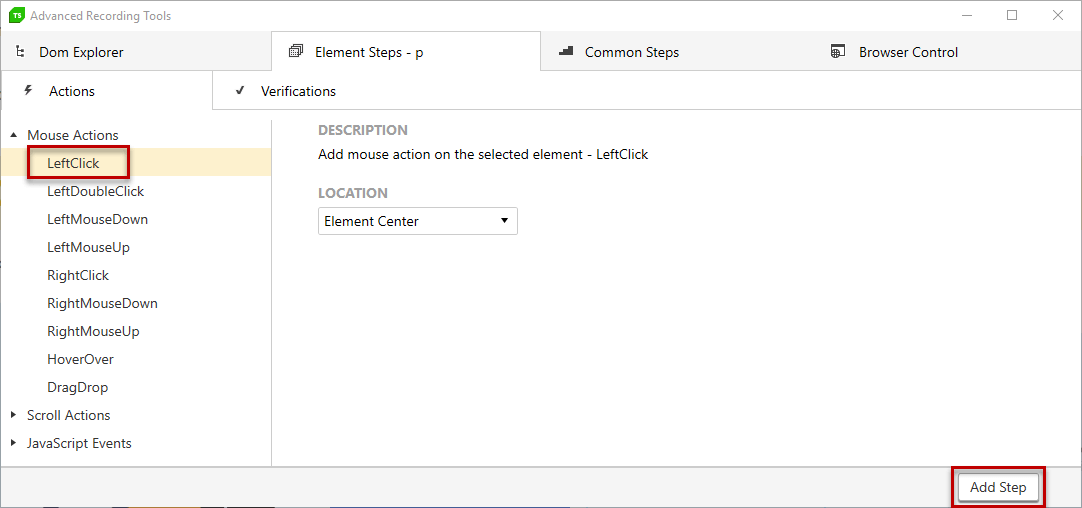 TS Advanced Recording Tools
Dom Explorer
Element Steps - p
Common Steps
Browser Control
Actions
Verifications
Mouse Actions
LeftClick
LeftDoubleClick
LeftMouseDown
LeftMouseUp
RightClick
RightMouseDown
RightMouseUp
HoverOver
DragDrop
Scroll Actions
JavaScript Events
DESCRIPTION
Add mouse action on the selected element - LeftClick
LOCATION
Element Center
Add Step